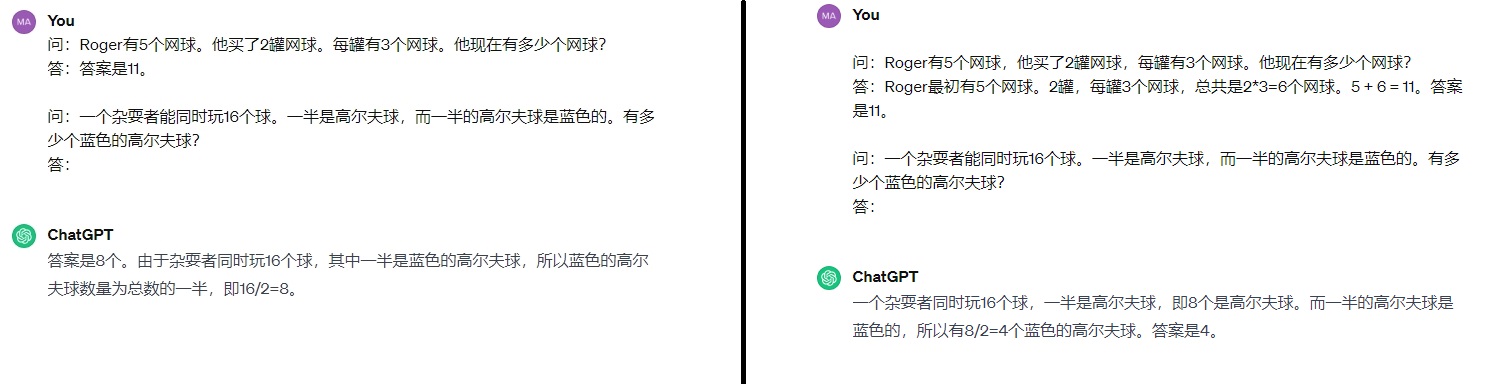 MA
You
问：Roger有5个网球。他买了2罐网球。每罐有3个网球。他现在有多少个网球？
答：答案是11。
问：一个杂耍者能同时玩16个球。一半是高尔夫球，而一半的高尔夫球是蓝色的。有多
少个蓝色的高尔夫球？
答：
ChatGPT
答案是8个。由于杂耍者同时玩16个球，其中一半是蓝色的高尔夫球，所以蓝色的高尔
夫球数量为总数的一半，即16/2=8。
MA
You
问：Roger有5个网球，他买了2罐网球，每罐有3个网球。他现在有多少个网球？
答：Roger最初有5个网球。2罐，每罐3个网球，总共是2*3=6个网球。5 + 6 = 11。答案
是11。
问：一个杂耍者能同时玩16个球。一半是高尔夫球，而一半的高尔夫球是蓝色的。有多
少个蓝色的高尔夫球？
答：
ChatGPT
一个杂耍者同时玩16个球，一半是高尔夫球，即8个是高尔夫球。而一半的高尔夫球是
蓝色的，所以有8/2=4个蓝色的高尔夫球。答案是4。